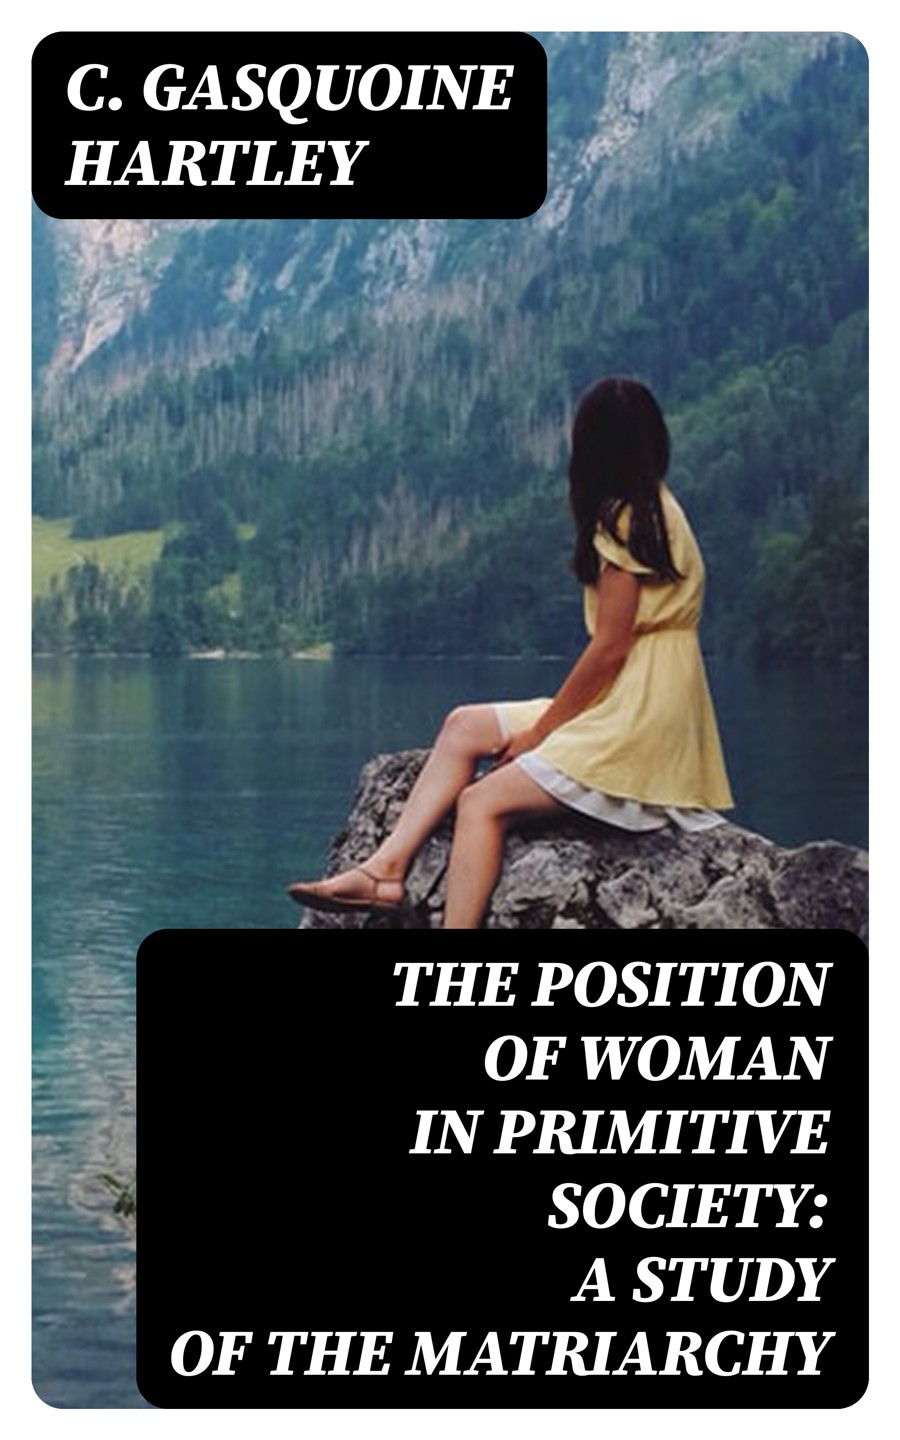 C. GASQUOINE
HARTLEY
THE POSITION
OF WOMAN
IN PRIMITIVE
SOCIETY:
A STUDY
OF THE MATRIARCHY